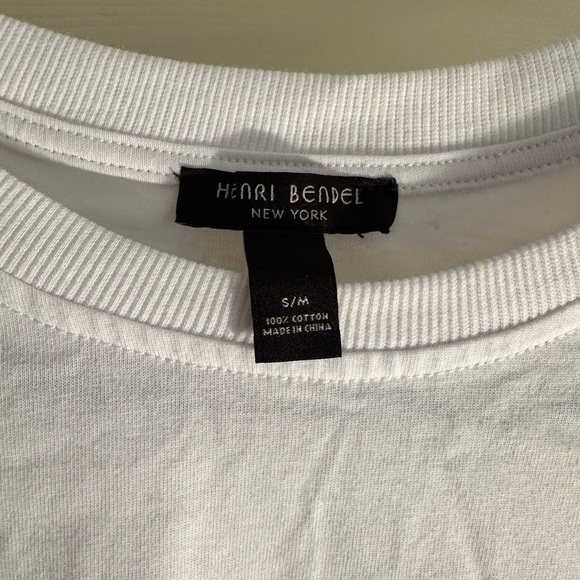 HENRI BENDEL
NEW YORK
S/M
100% COTTON
MADE IN CHINA